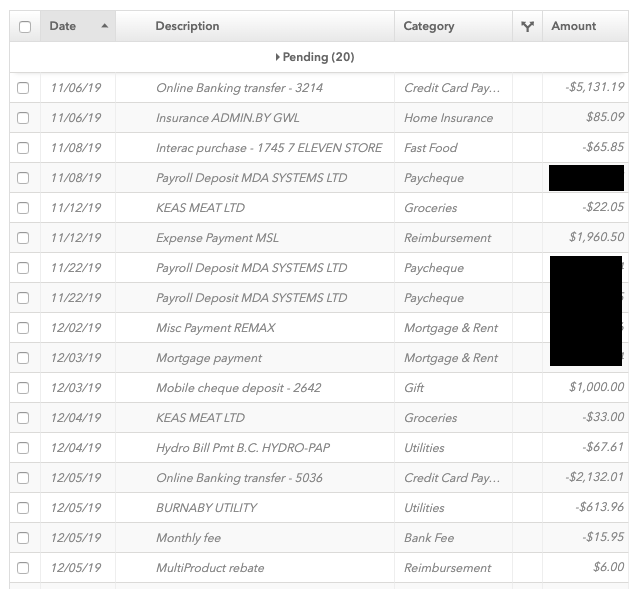 Date Description Category Amount
Pending (20)
11/06/19 Online Banking transfer - 3214 Credit Card Pay... -$5,131.19
11/06/19 Insurance ADMIN.BY GWL Home Insurance $85.09
11/08/19 Interac purchase - 1745 7 ELEVEN STORE Fast Food -$65.85
11/08/19 Payroll Deposit MDA SYSTEMS LTD Paycheque
11/12/19 KEAS MEAT LTD Groceries -$22.05
11/12/19 Expense Payment MSL Reimbursement $1,960.50
11/22/19 Payroll Deposit MDA SYSTEMS LTD Paycheque
11/22/19 Payroll Deposit MDA SYSTEMS LTD Paycheque
12/02/19 Misc Payment REMAX Mortgage & Rent
12/03/19 Mortgage payment Mortgage & Rent
12/03/19 Mobile cheque deposit - 2642 Gift $1,000.00
12/04/19 KEAS MEAT LTD Groceries -$33.00
12/04/19 Hydro Bill Pmt B.C. HYDRO-PAP Utilities -$67.61
12/05/19 Online Banking transfer - 5036 Credit Card Pay... -$2,132.01
12/05/19 BURNABY UTILITY Utilities -$613.96
12/05/19 Monthly fee Bank Fee -$15.95
12/05/19 MultiProduct rebate Reimbursement $6.00